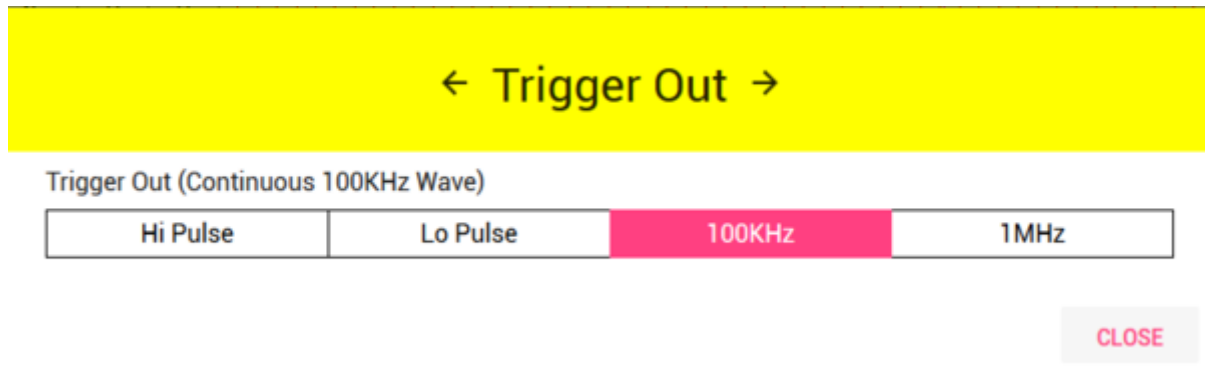 ← Trigger Out →
Trigger Out (Continuous 100KHz Wave)
Hi Pulse Lo Pulse 100KHz 1MHz
CLOSE